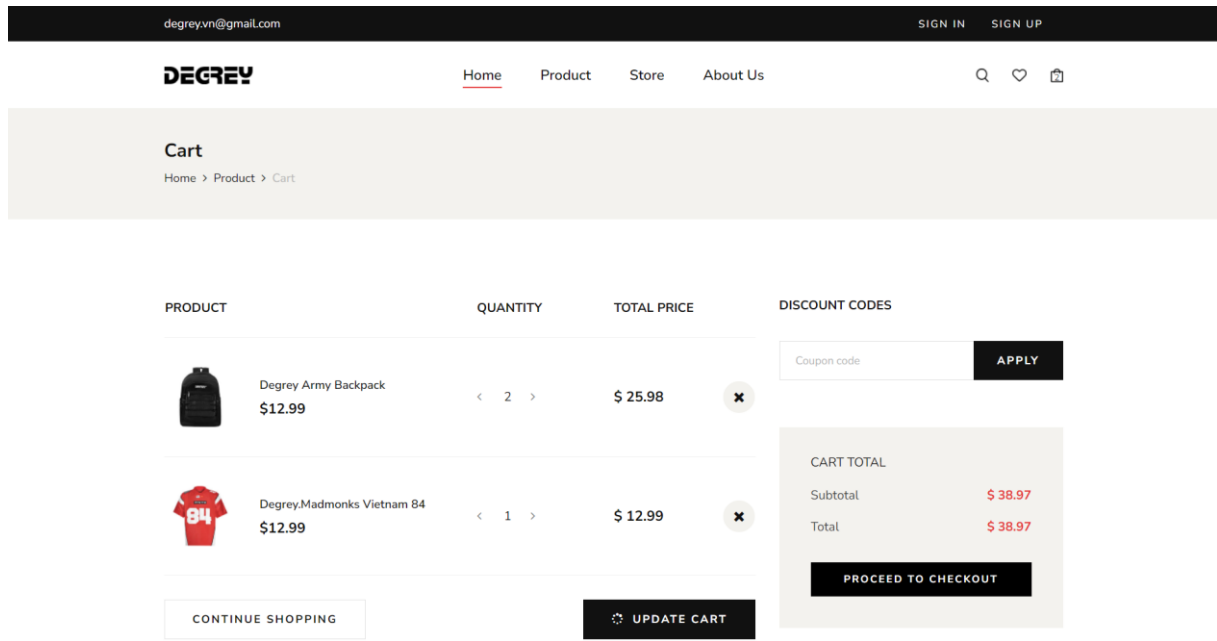 degrey.vn@gmail.com
SIGN IN SIGN UP
DEGREY
Home Product Store About Us
2
Cart
Home > Product > Cart
PRODUCT QUANTITY TOTAL PRICE
Degrey Army Backpack
$12.99
< 2 >
$ 25.98
84
Degrey.Madmonks Vietnam 84
$12.99
< 1 >
$ 12.99
CONTINUE SHOPPING
UPDATE CART
DISCOUNT CODES
Coupon code
APPLY
CART TOTAL
Subtotal $ 38.97
Total $ 38.97
PROCEED TO CHECKOUT